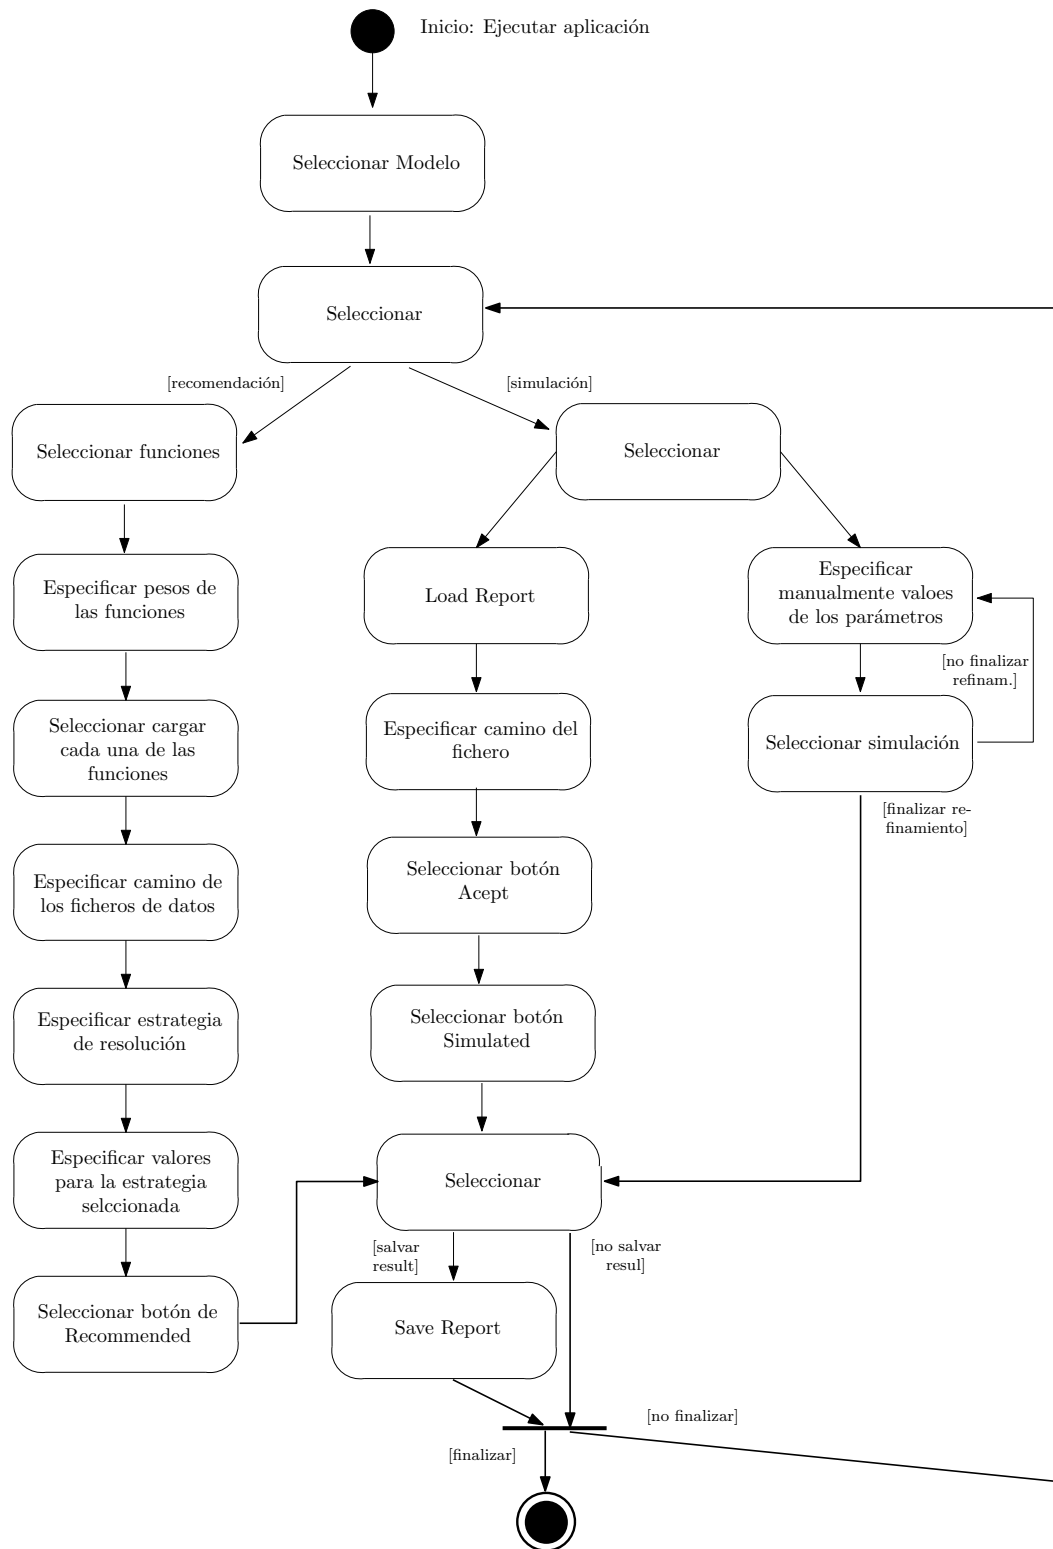 Inicio: Ejecutar aplicación
Seleccionar Modelo
Seleccionar
[recomendación]
[simulación]
Seleccionar funciones
Seleccionar
Especificar pesos de
las funciones
Load Report
Especificar
manualmente valoes
de los parámetros
[no finalizar
refinam.]
Seleccionar cargar
cada una de las
funciones
Especificar camino del
fichero
Seleccionar simulación
[finalizar re-
finamiento]
Especificar camino de
los ficheros de datos
Seleccionar botón
Acept
Especificar estrategia
de resolución
Seleccionar botón
Simulated
Especificar valores
para la estrategia
selccionada
Seleccionar
[salvar
result]
[no salvar
resul]
Seleccionar botón de
Recommended
Save Report
[no finalizar]
[finalizar]